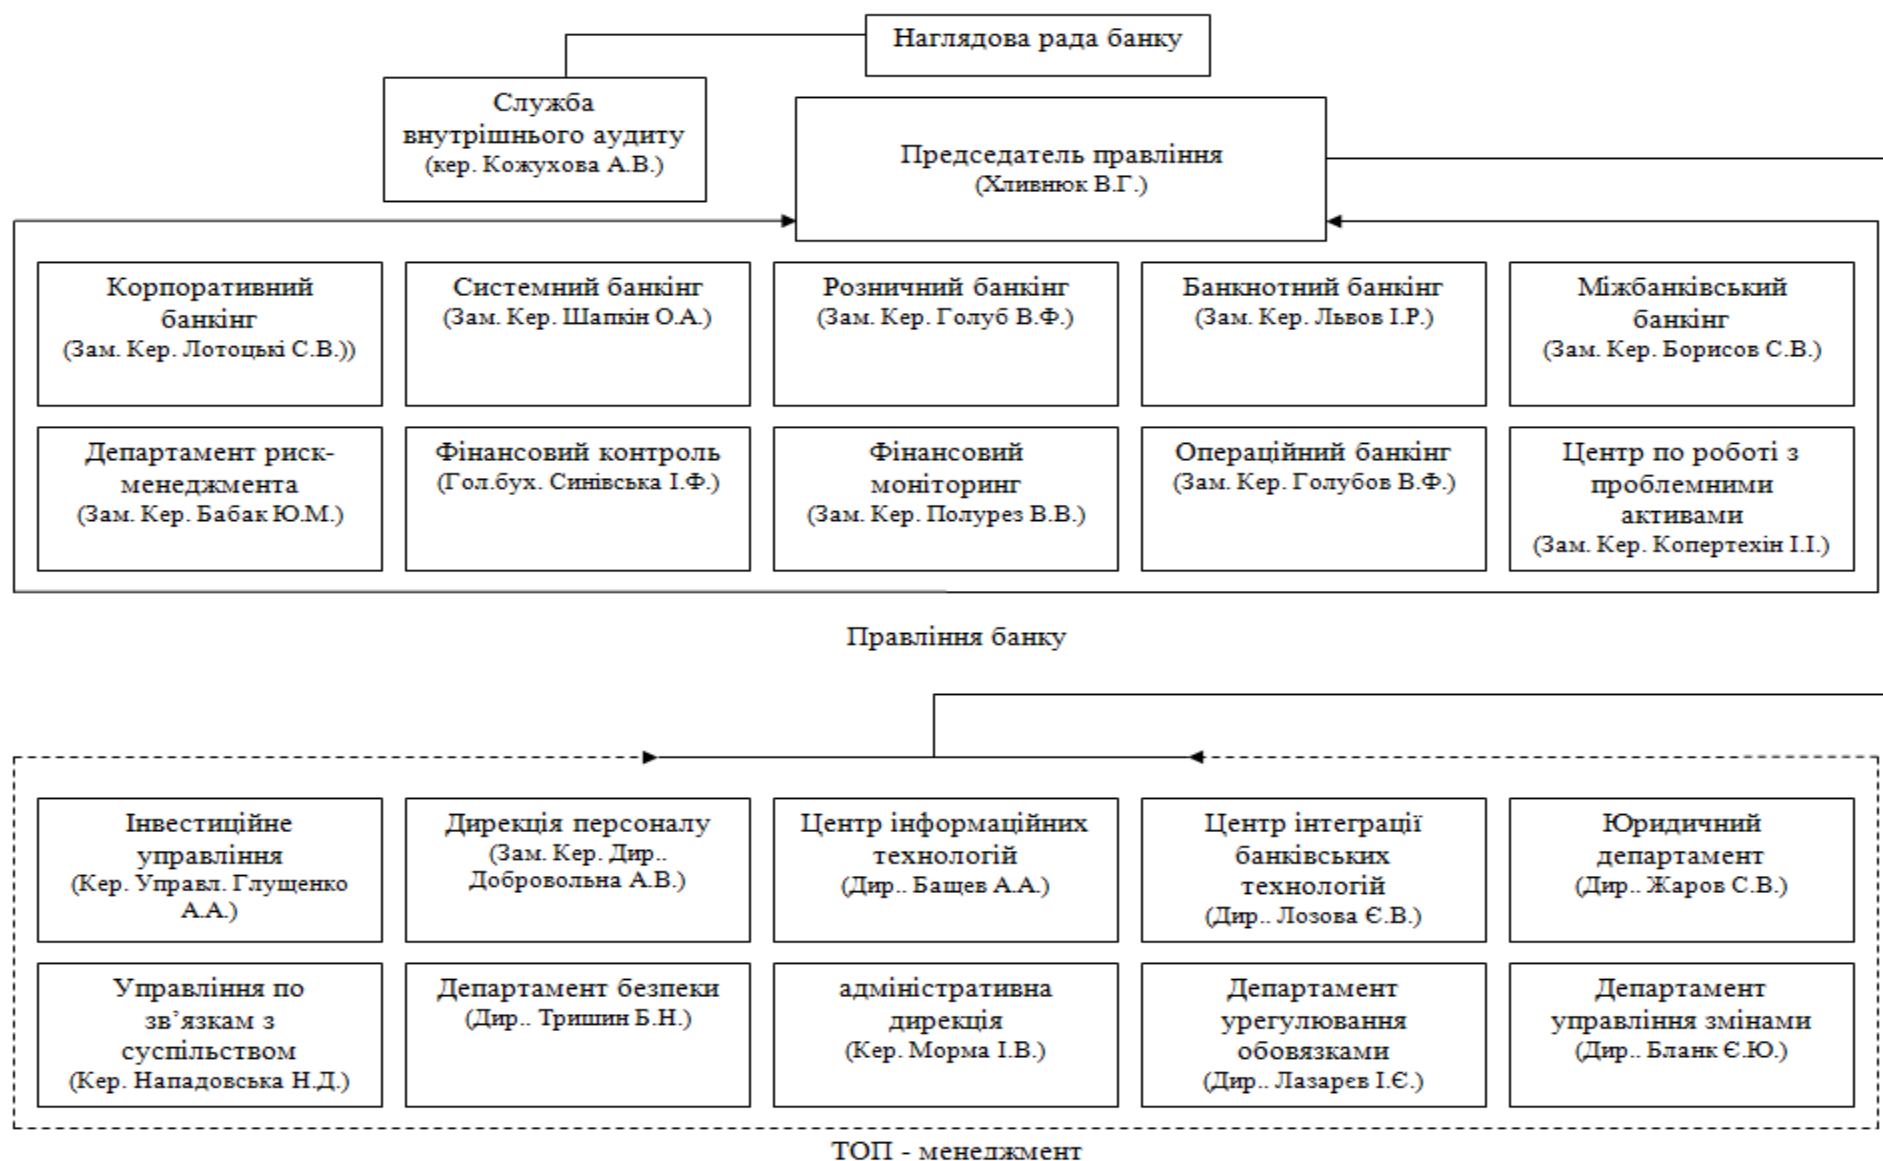 Наглядова рада банку
Служба
внутрішнього аудиту
(кер. Кожухова А.В.)
Председатель правління
(Хливнюк В.Г.)
Корпоративний
банкінг
(Зам. Кер. Лотоцькі С.В.))
Системний банкінг
(Зам. Кер. Шапкін О.А.)
Розничний банкінг
(Зам. Кер. Голуб В.Ф.)
Банкнотний банкінг
(Зам. Кер. Львов І.Р.)
Міжбанківський
банкінг
(Зам. Кер. Борисов С.В.)
Департамент риск-
менеджмента
(Зам. Кер. Бабак Ю.М.)
Фінансовий контроль
(Гол.бух. Синівська І.Ф.)
Фінансовий
моніторинг
(Зам. Кер. Полурез В.В.)
Операційний банкінг
(Зам. Кер. Голубов В.Ф.)
Центр по роботі з
проблемними
активами
(Зам. Кер. Копертехін І.І.)
Правління банку
Інвестиційне
управління
(Кер. Управл. Глущенко
А.А.)
Дирекція персоналу
(Зам. Кер. Дир..
Добровольна А.В.)
Центр інформаційних
технологій
(Дир.. Бащев А.А.)
Центр інтеграції
банківських
технологій
(Дир.. Лозова Є.В.)
Юридичний
департамент
(Дир.. Жаров С.В.)
Управління по
зв’язкам з
суспільством
(Кер. Нападовська Н.Д.)
Департамент безпеки
(Дир.. Тришин Б.Н.)
адміністративна
дирекція
(Кер. Морма І.В.)
Департамент
урегулювання
обовязками
(Дир.. Лазарєв І.Є.)
Департамент
управління змінами
(Дир.. Бланк Є.Ю.)
ТОП - менеджмент